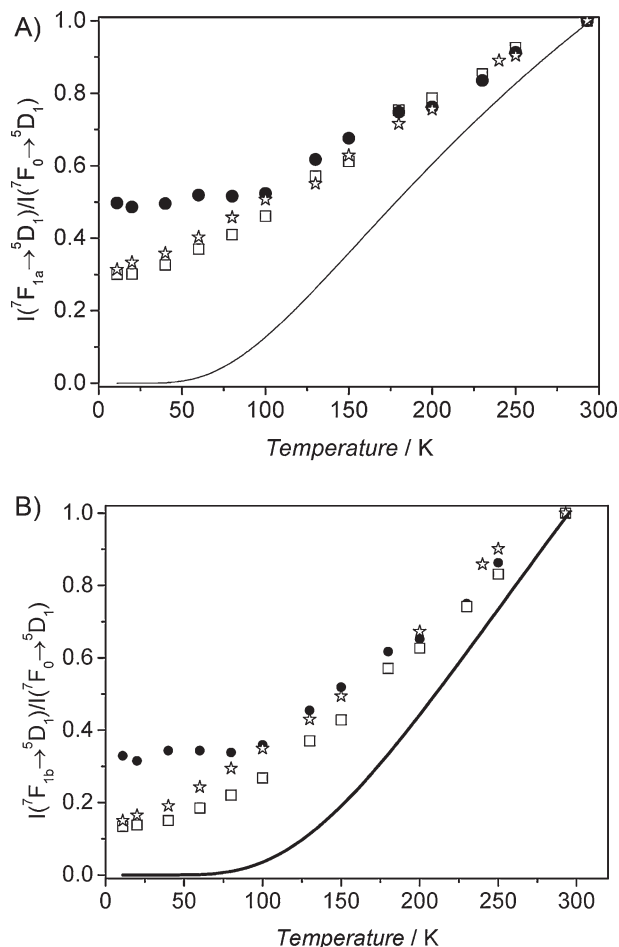 A)
I(⁷F₁ₐ→⁵D₁)/I(⁷F₀→⁵D₁)
1.0
0.8
0.6
0.4
0.2
0.0
0 50 100 150 200 250 300
Temperature / K
B)
I(⁷F₁b→⁵D₁)/I(⁷F₀→⁵D₁)
1.0
0.8
0.6
0.4
0.2
0.0
0 50 100 150 200 250 300
Temperature / K